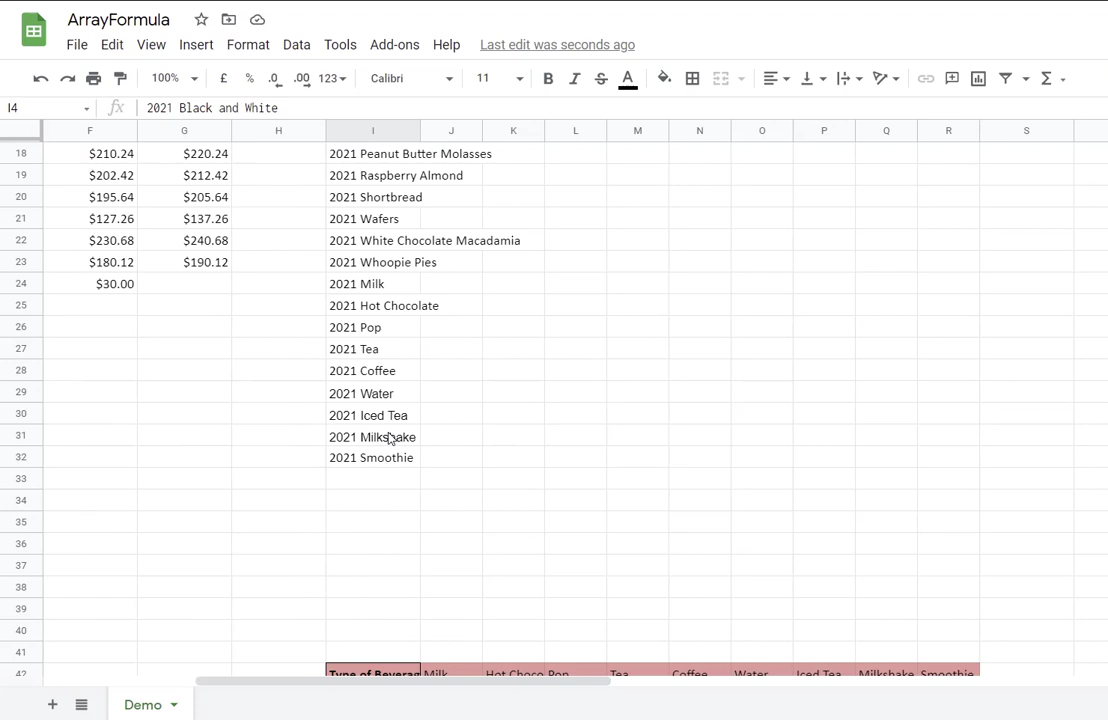 ArrayFormula
File Edit View Insert Format Data Tools Add-ons Help Last edit was seconds ago
100% £ % .0 .00 123 Calibri 11 B I S A Σ
I4 fx 2021 Black and White
F G H I J K L M N O P Q R S
18 $210.24 $220.24 2021 Peanut Butter Molasses
19 $202.42 $212.42 2021 Raspberry Almond
20 $195.64 $205.64 2021 Shortbread
21 $127.26 $137.26 2021 Wafers
22 $230.68 $240.68 2021 White Chocolate Macadamia
23 $180.12 $190.12 2021 Whoopie Pies
24 $30.00 2021 Milk
25 2021 Hot Chocolate
26 2021 Pop
27 2021 Tea
28 2021 Coffee
29 2021 Water
30 2021 Iced Tea
31 2021 Milkshake
32 2021 Smoothie
33
34
35
36
37
38
39
40
41
42 Type of Beverag Milk Hot Choco Pop Tea Coffee Water Iced Tea Milkshake Smoothie
Demo